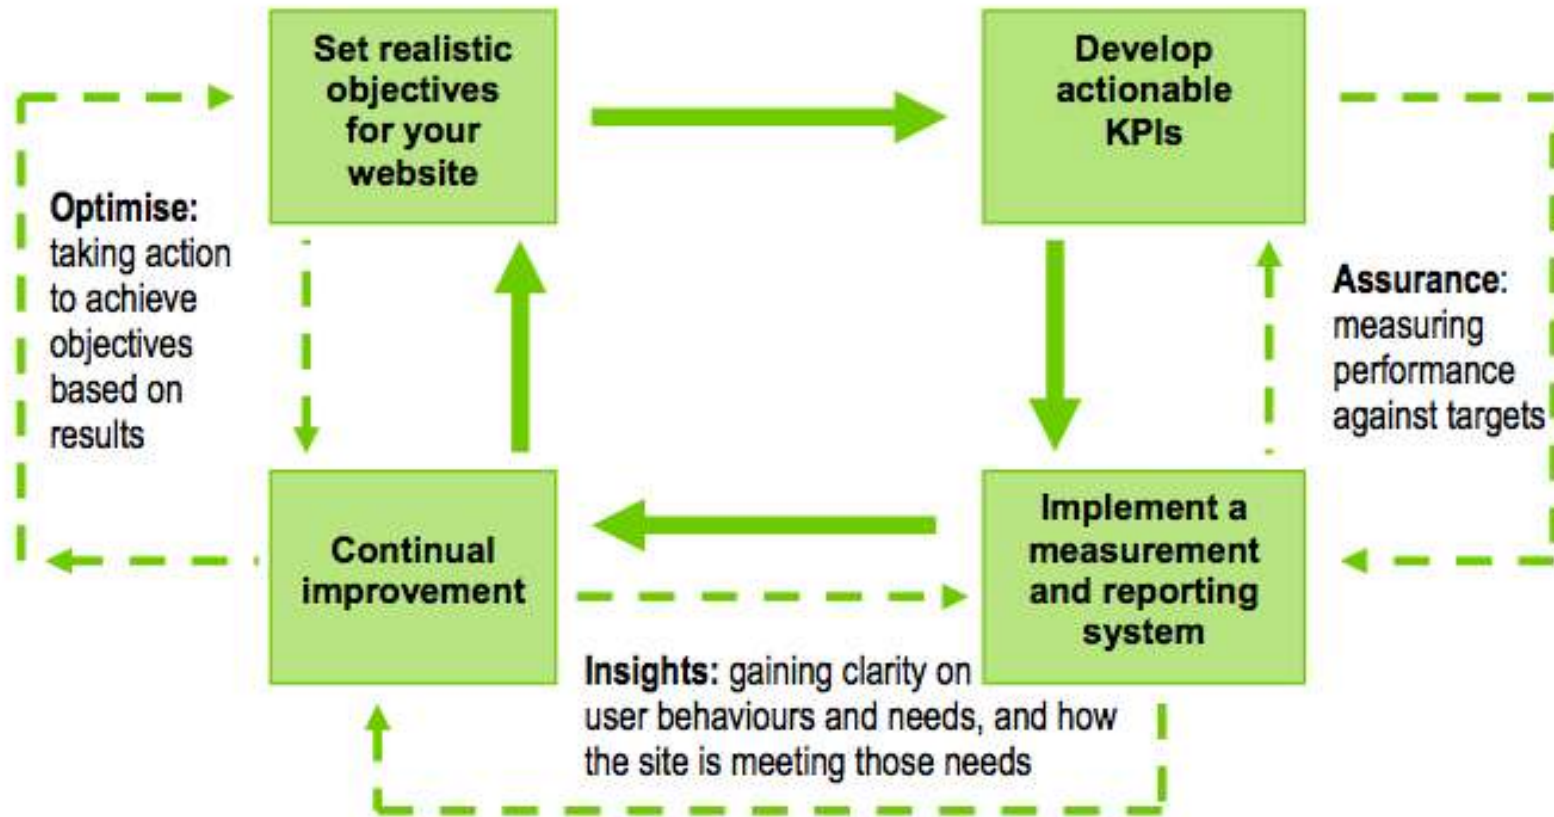 Set realistic
objectives
for your
website
Develop
actionable
KPIs
Optimise:
taking action
to achieve
objectives
based on
results
Assurance:
measuring
performance
against targets
Continual
improvement
Implement a
measurement
and reporting
system
Insights: gaining clarity on
user behaviours and needs, and how
the site is meeting those needs